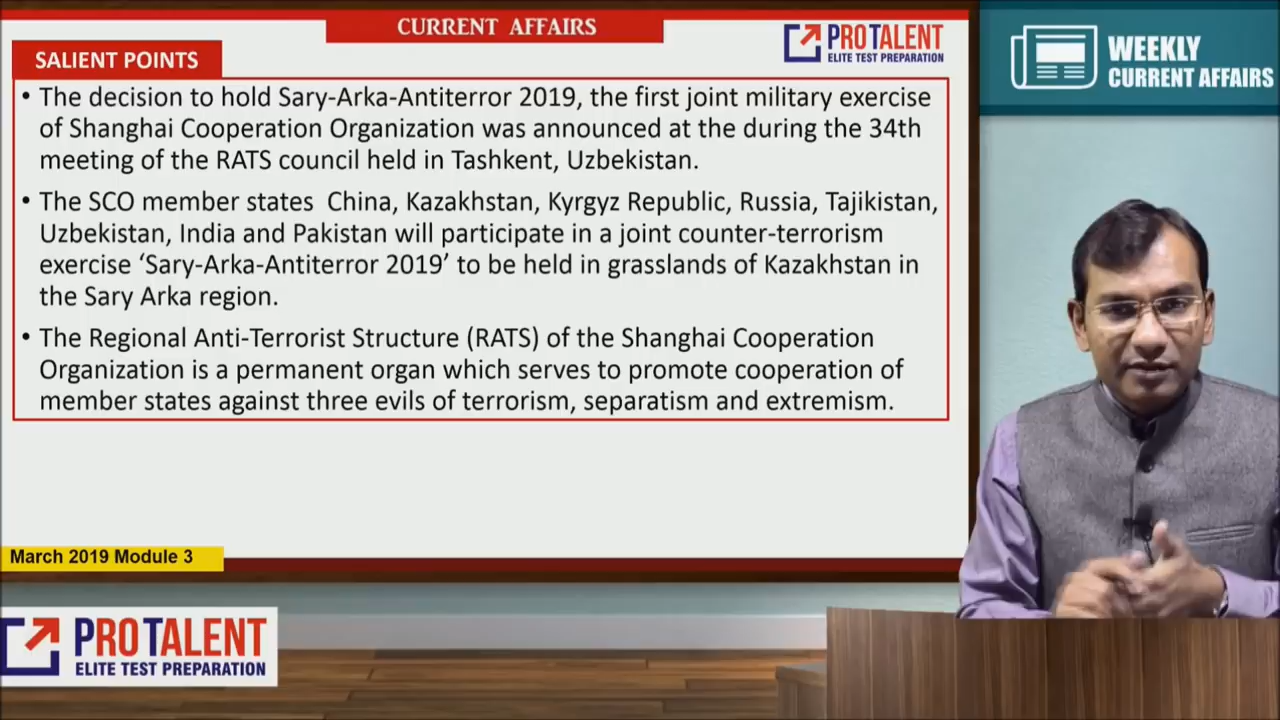 CURRENT AFFAIRS
PROTALENT
ELITE TEST PREPARATION
WEEKLY
CURRENT AFFAIRS
SALIENT POINTS
• The decision to hold Sary-Arka-Antiterror 2019, the first joint military exercise
of Shanghai Cooperation Organization was announced at the during the 34th
meeting of the RATS council held in Tashkent, Uzbekistan.
• The SCO member states  China, Kazakhstan, Kyrgyz Republic, Russia, Tajikistan,
Uzbekistan, India and Pakistan will participate in a joint counter-terrorism
exercise ‘Sary-Arka-Antiterror 2019’ to be held in grasslands of Kazakhstan in
the Sary Arka region.
• The Regional Anti-Terrorist Structure (RATS) of the Shanghai Cooperation
Organization is a permanent organ which serves to promote cooperation of
member states against three evils of terrorism, separatism and extremism.
March 2019 Module 3
PROTALENT
ELITE TEST PREPARATION